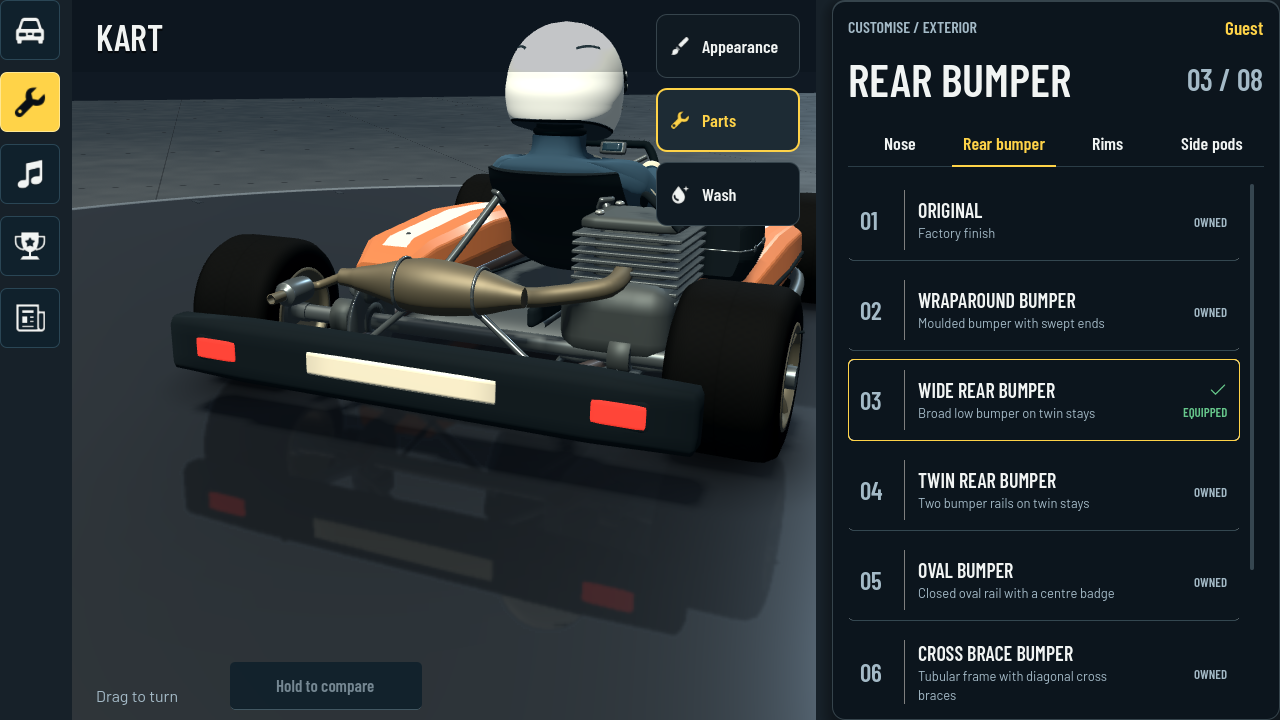 KART
Appearance
Parts
Wash
Drag to turn
Hold to compare
CUSTOMISE / EXTERIOR
Guest
REAR BUMPER
03 / 08
Nose
Rear bumper
Rims
Side pods
01
ORIGINAL
Factory finish
OWNED
02
WRAPAROUND BUMPER
Moulded bumper with swept ends
OWNED
03
WIDE REAR BUMPER
Broad low bumper on twin stays
EQUIPPED
04
TWIN REAR BUMPER
Two bumper rails on twin stays
OWNED
05
OVAL BUMPER
Closed oval rail with a centre badge
OWNED
06
CROSS BRACE BUMPER
Tubular frame with diagonal cross
braces
OWNED